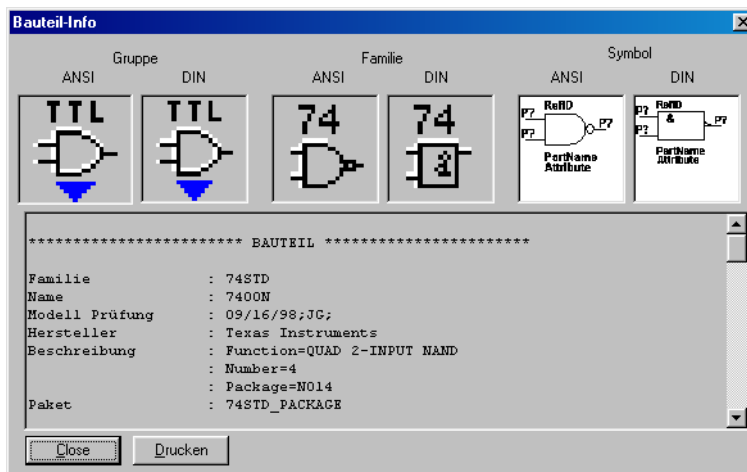 Bauteil-Info
Gruppe Familie Symbol
ANSI DIN ANSI DIN ANSI DIN
TTL TTL 74 74
RefID RefID
P? P? P? &
P? P? P? P?
PartName PartName
Attribute Attribute
************************ BAUTEIL ***********************
Familie : 74STD
Name : 7400N
Modell Prüfung : 09/16/98;JG;
Hersteller : Texas Instruments
Beschreibung : Function=QUAD 2-INPUT NAND
: Number=4
: Package=NO14
Paket : 74STD_PACKAGE
Close Drucken